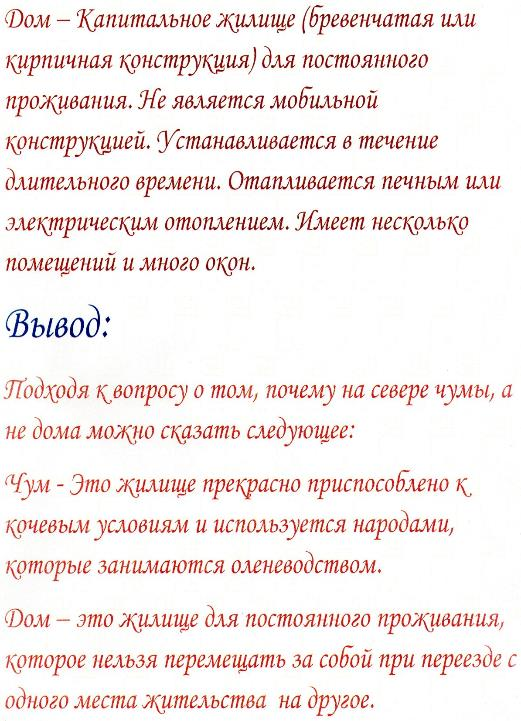 Дом – Капитальное жилище (бревенчатая или
кирпичная конструкция) для постоянного
проживания. Не является мобильной
конструкцией. Устанавливается в течение
длительного времени. Отапливается печным или
электрическим отоплением. Имеет несколько
помещений и много окон.
Вывод:
Подходя к вопросу о том, почему на севере чумы, а
не дома можно сказать следующее:
Чум - Это жилище прекрасно приспособлено к
кочевым условиям и используется народами,
которые занимаются оленеводством.
Дом – это жилище для постоянного проживания,
которое нельзя перемещать за собой при переезде с
одного места жительства на другое.